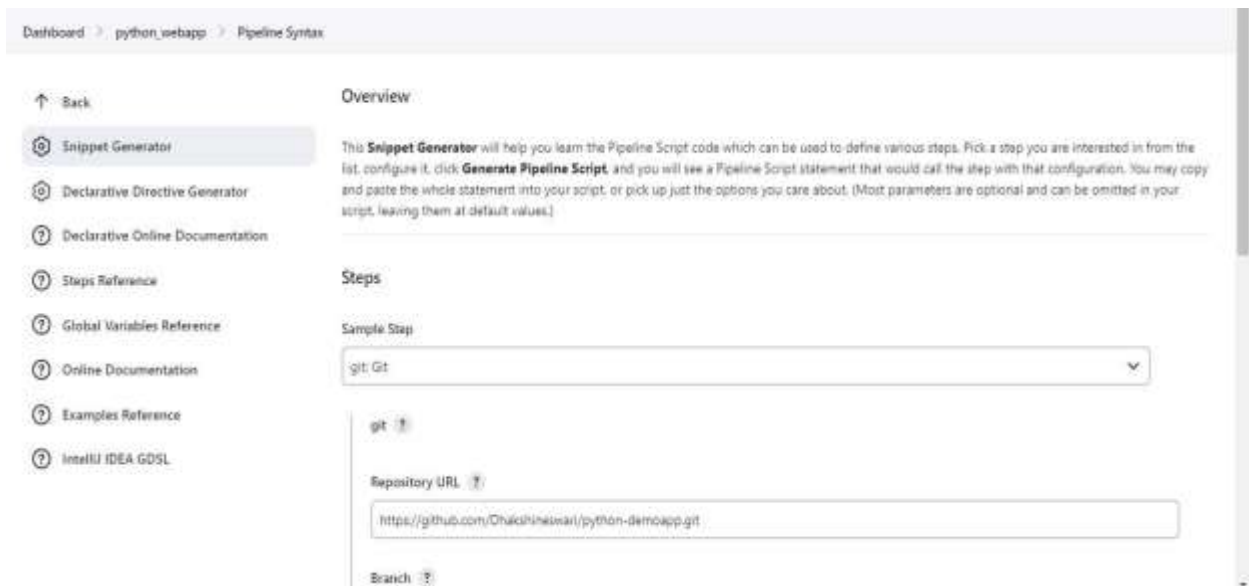 Dashboard > python_webapp > Pipeline Syntax
Back
Snippet Generator
Declarative Directive Generator
Declarative Online Documentation
Steps Reference
Global Variables Reference
Online Documentation
Examples Reference
IntelliJ IDEA GDSL
Overview
This Snippet Generator will help you learn the Pipeline Script code which can be used to define various steps. Pick a step you are interested in from the
list, configure it, click Generate Pipeline Script, and you will see a Pipeline Script statement that would call the step with that configuration. You may copy
and paste the whole statement into your script, or pick up just the options you care about. (Most parameters are optional and can be omitted in your
script, leaving them at default values.)
Steps
Sample Step
git: Git
git ?
Repository URL ?
https://github.com/Dhakshineswari/python-demoapp.git
Branch ?